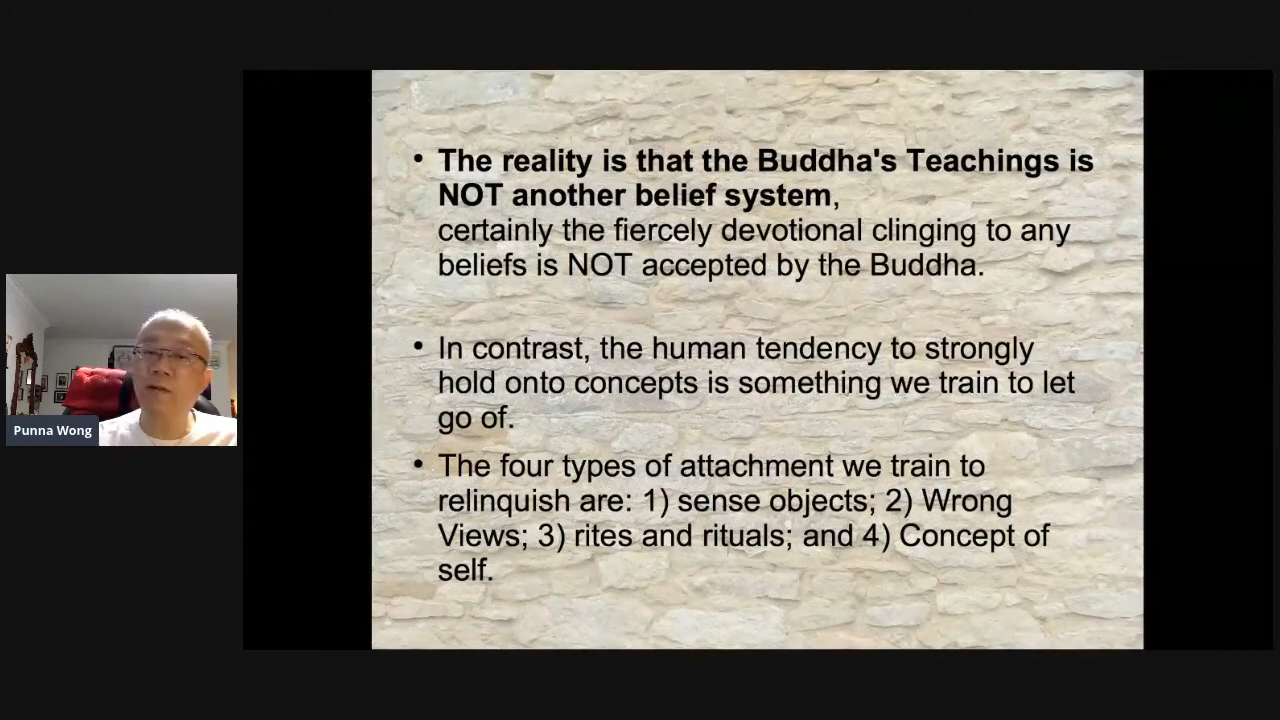 • The reality is that the Buddha's Teachings is
NOT another belief system,
certainly the fiercely devotional clinging to any
beliefs is NOT accepted by the Buddha.
• In contrast, the human tendency to strongly
hold onto concepts is something we train to let
go of.
• The four types of attachment we train to
relinquish are: 1) sense objects; 2) Wrong
Views; 3) rites and rituals; and 4) Concept of
self.
Punna Wong